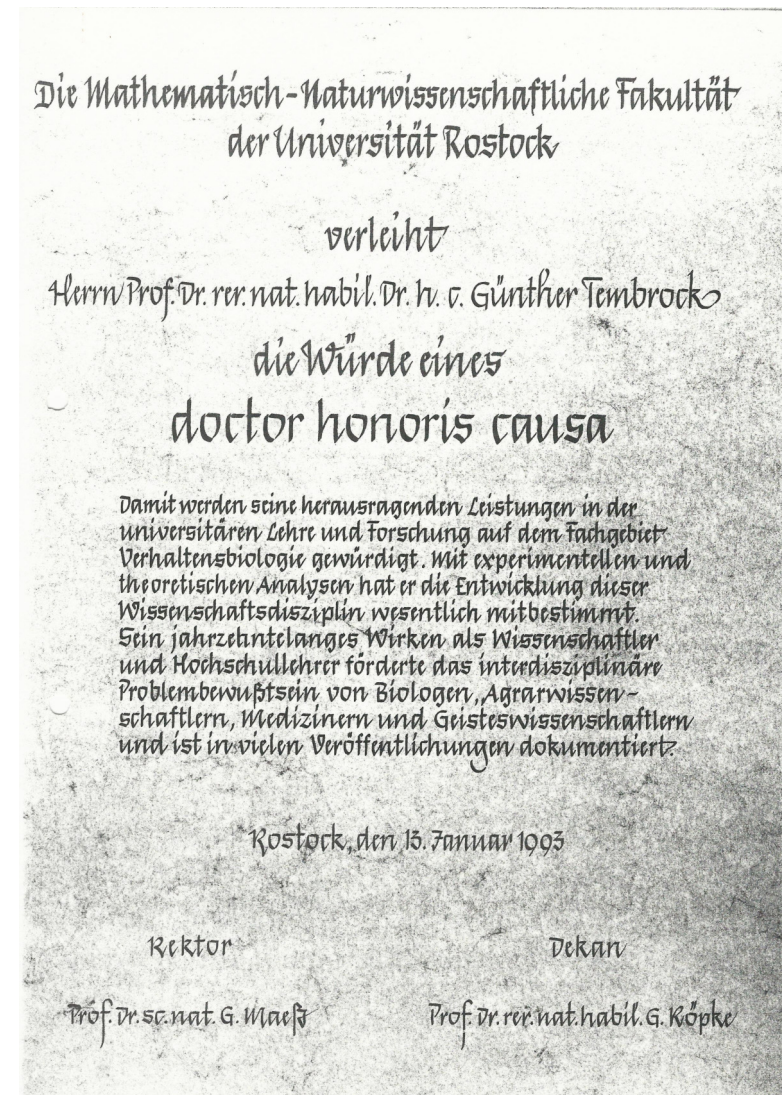 Die Mathematisch-Naturwissenschaftliche Fakultät
der Universität Rostock
verleiht
Herrn Prof. Dr. rer. nat. habil. Dr. h. c. Günther Tembrock
die Würde eines
doctor honoris causa
Damit werden seine herausragenden Leistungen in der
universitären Lehre und Forschung auf dem Fachgebiet
Verhaltensbiologie gewürdigt. Mit experimentellen und
theoretischen Analysen hat er die Entwicklung dieser
Wissenschaftsdisziplin wesentlich mitbestimmt.
Sein jahrzehntelanges Wirken als Wissenschaftler
und Hochschullehrer förderte das interdisziplinäre
Problembewußtsein von Biologen, Agrarwissen-
schaftlern, Medizinern und Geisteswissenschaftlern
und ist in vielen Veröffentlichungen dokumentiert.
Rostock, den 13. Januar 1993
Rektor Dekan
Prof. Dr. sc. nat. G. Maeß Prof. Dr. rer. nat. habil. G. Köpke